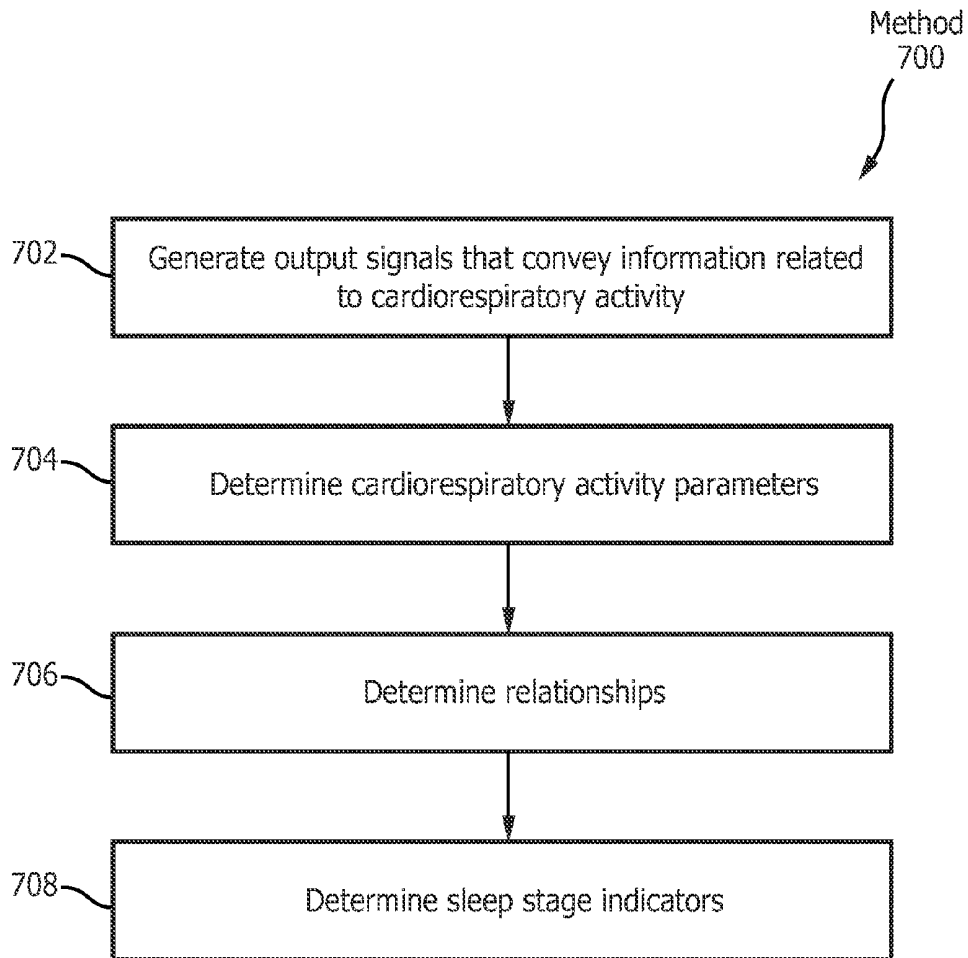 Method
700
702
Generate output signals that convey information related
to cardiorespiratory activity
704
Determine cardiorespiratory activity parameters
706
Determine relationships
708
Determine sleep stage indicators